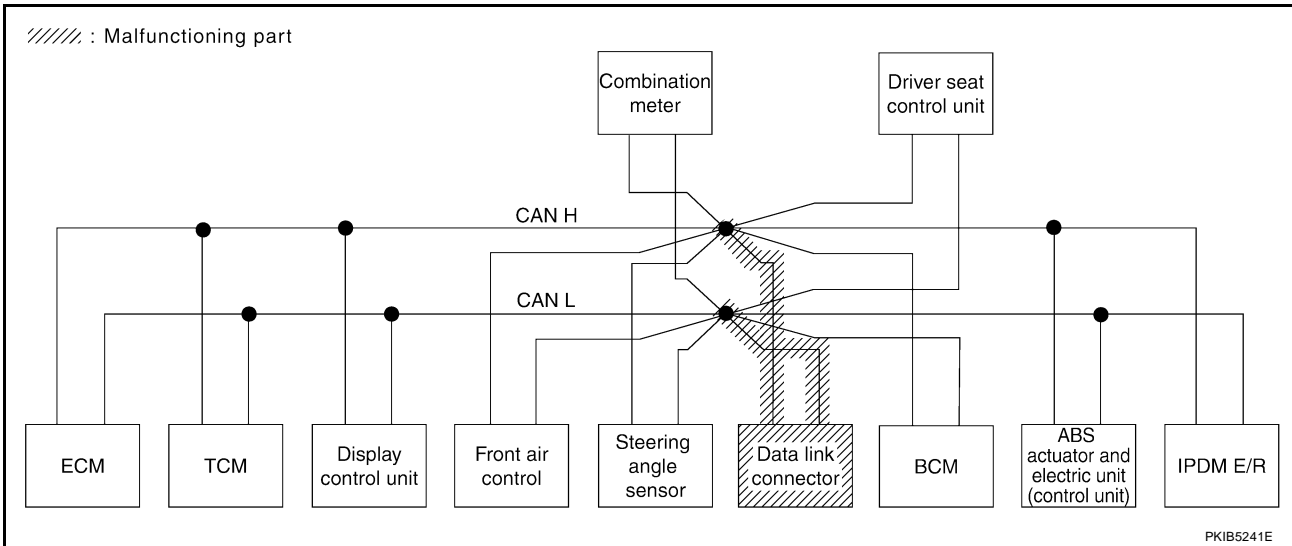 : Malfunctioning part
Combination
meter
Driver seat
control unit
CAN H
CAN L
ECM
TCM
Display
control unit
Front air
control
Steering
angle
sensor
Data link
connector
BCM
ABS
actuator and
electric unit
(control unit)
IPDM E/R
PKIB5241E